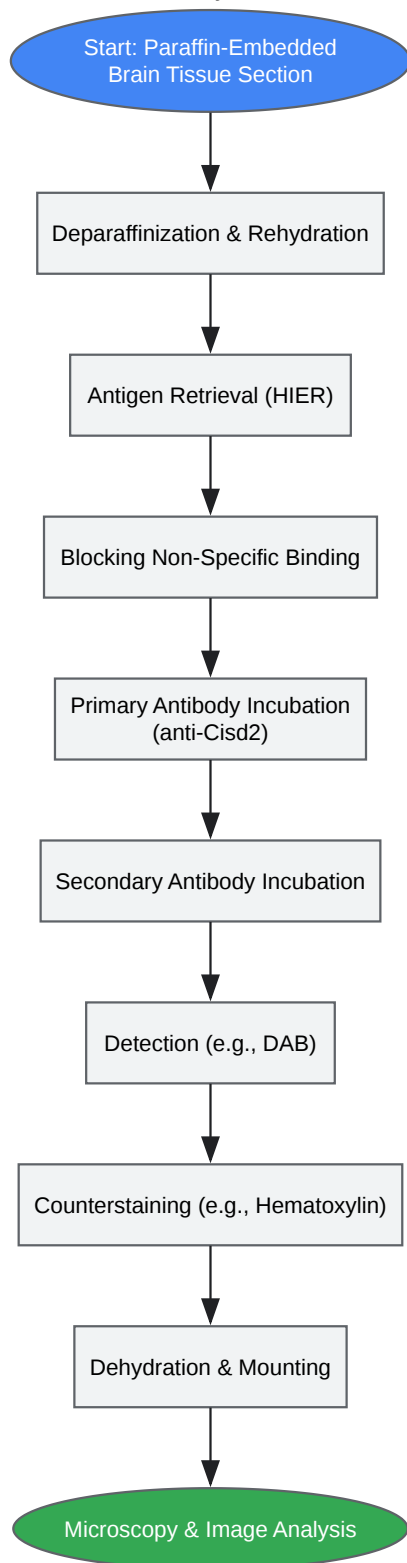 Start: Paraffin-Embedded
Brain Tissue Section
Deparaffinization & Rehydration
Antigen Retrieval (HIER)
Blocking Non-Specific Binding
Primary Antibody Incubation
(anti-Cisd2)
Secondary Antibody Incubation
Detection (e.g., DAB)
Counterstaining (e.g., Hematoxylin)
Dehydration & Mounting
Microscopy & Image Analysis